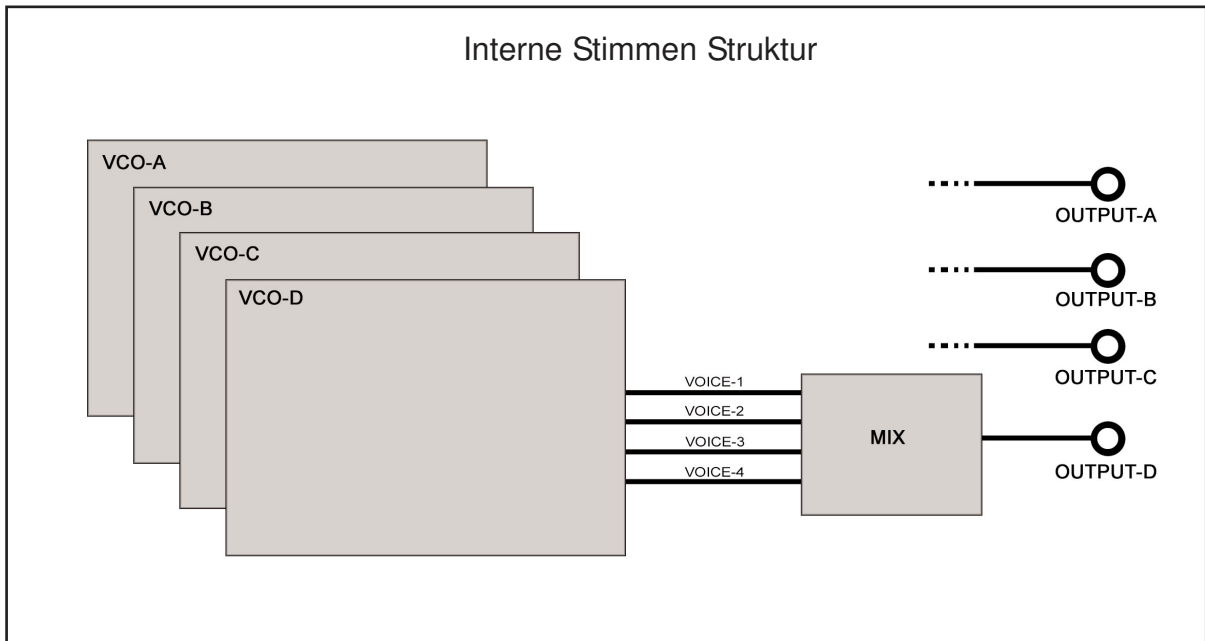 Interne Stimmen Struktur
VCO-A
VCO-B
VCO-C
VCO-D
VOICE-1
VOICE-2
VOICE-3
VOICE-4
MIX
OUTPUT-A
OUTPUT-B
OUTPUT-C
OUTPUT-D